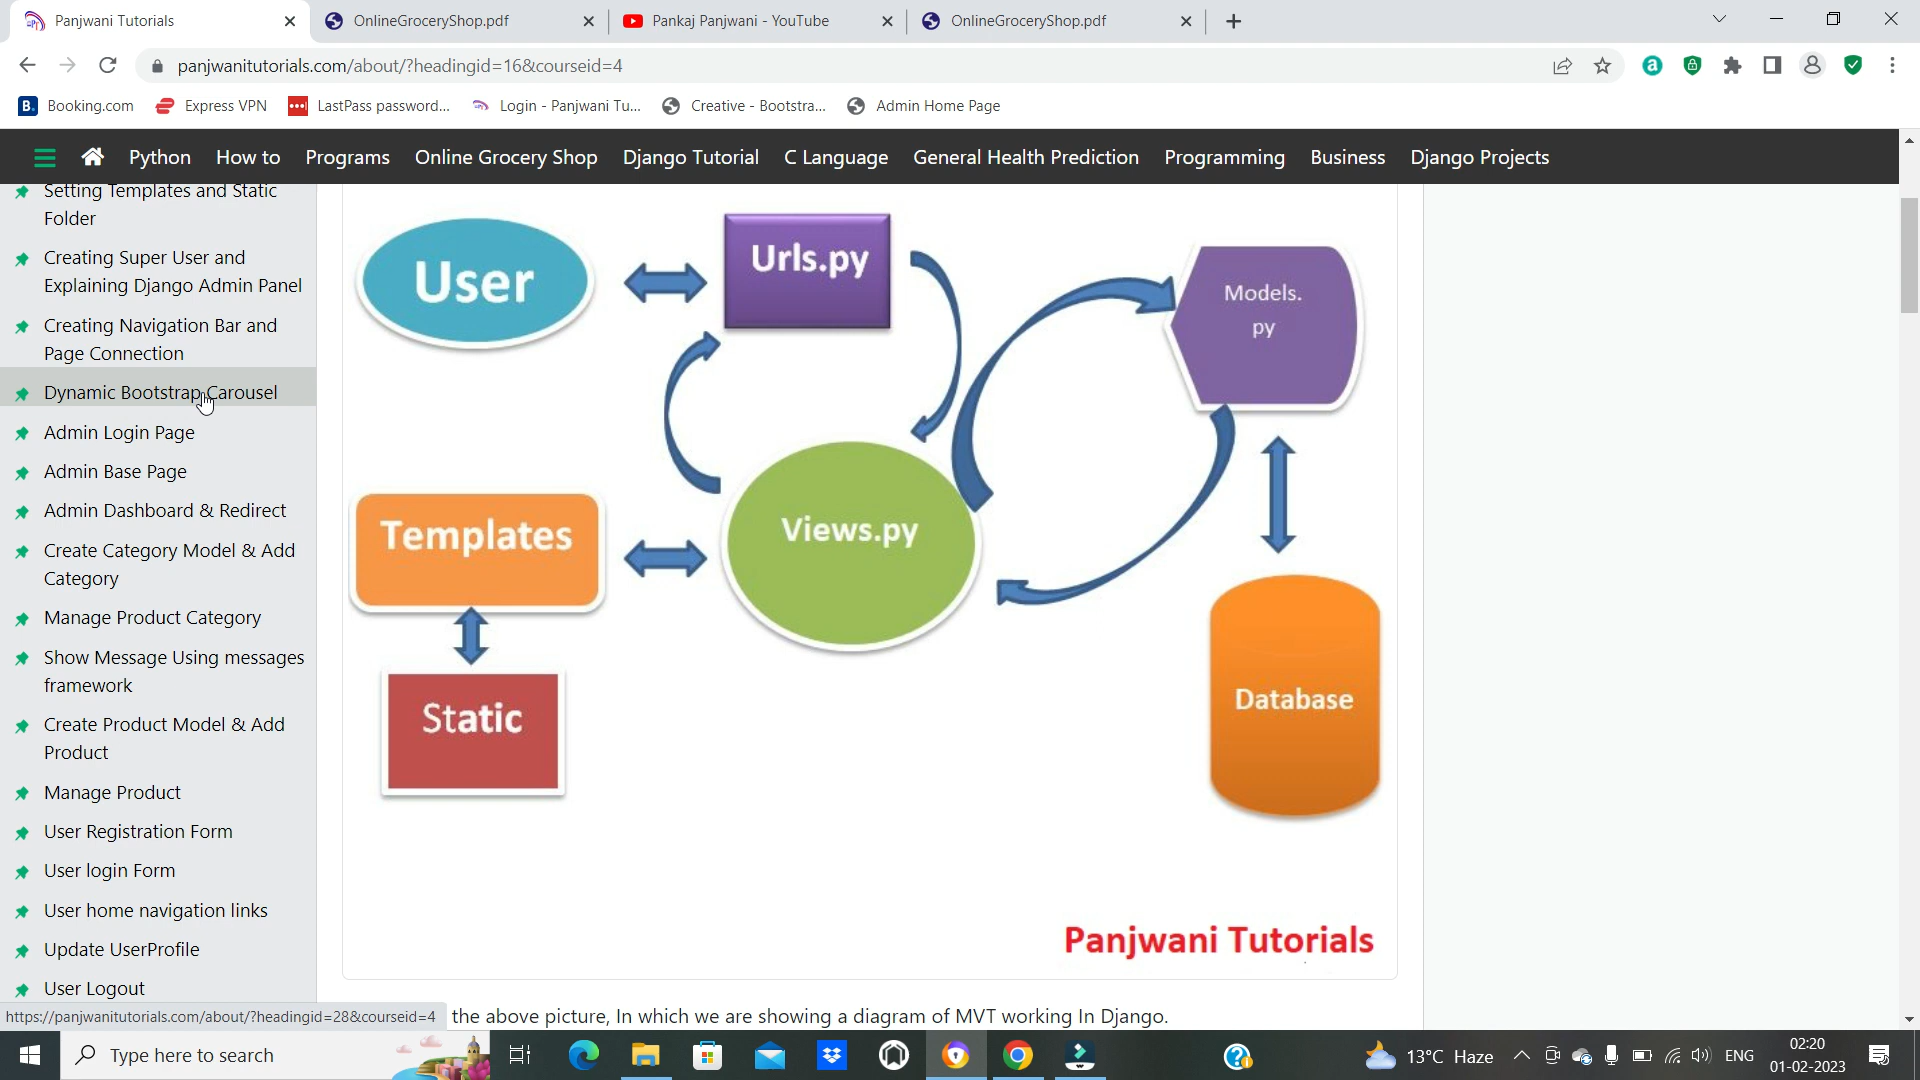 Panjwani Tutorials
OnlineGroceryShop.pdf
Pankaj Panjwani - YouTube
OnlineGroceryShop.pdf
panjwanitutorials.com/about/?headingid=16&courseid=4
B. Booking.com
Express VPN
LastPass password...
Login - Panjwani Tu...
Creative - Bootstra...
Admin Home Page
Python
How to
Programs
Online Grocery Shop
Django Tutorial
C Language
General Health Prediction
Programming
Business
Django Projects
Setting Templates and Static
Folder
Creating Super User and
Explaining Django Admin Panel
Creating Navigation Bar and
Page Connection
Dynamic Bootstrap Carousel
Admin Login Page
Admin Base Page
Admin Dashboard & Redirect
Create Category Model & Add
Category
Manage Product Category
Show Message Using messages
framework
Create Product Model & Add
Product
Manage Product
User Registration Form
User login Form
User home navigation links
Update UserProfile
User Logout
User
Urls.py
Models.
py
Templates
Views.py
Static
Database
Panjwani Tutorials
https://panjwanitutorials.com/about/?headingid=28&courseid=4
the above picture, In which we are showing a diagram of MVT working In Django.
Type here to search
13°C Haze
ENG
02:20
01-02-2023